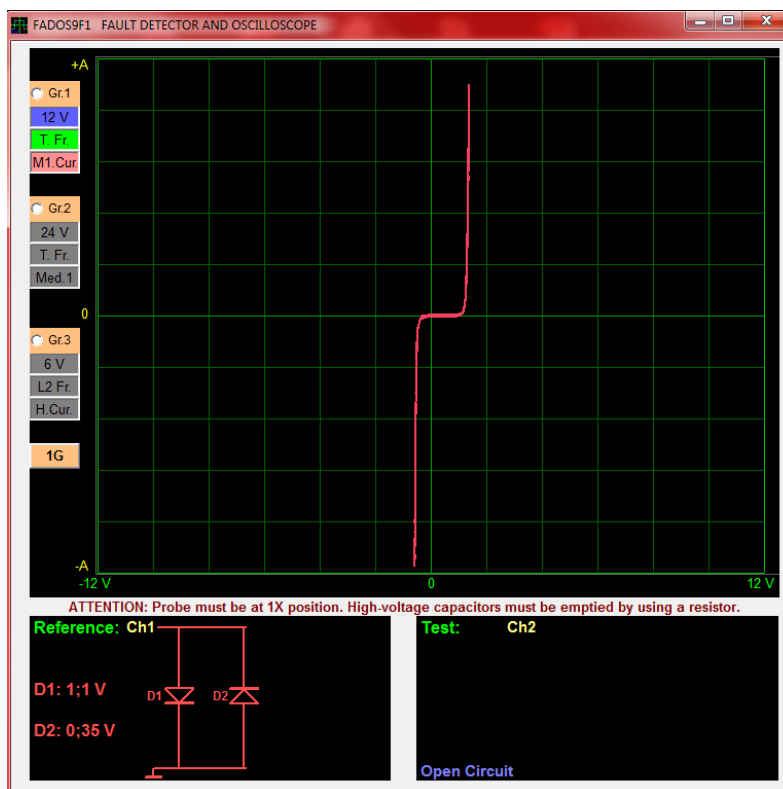 FADOS9F1 FAULT DETECTOR AND OSCILLOSCOPE
+A
Gr.1
12 V
T. Fr.
M1.Cur.
Gr.2
24 V
T. Fr.
Med.1
0
Gr.3
6 V
L2 Fr.
H.Cur.
1G
-A
-12 V
0
12 V
ATTENTION: Probe must be at 1X position. High-voltage capacitors must be emptied by using a resistor.
Reference: Ch1
D1: 1;1 V
D2: 0;35 V
D1
D2
Test: Ch2
Open Circuit